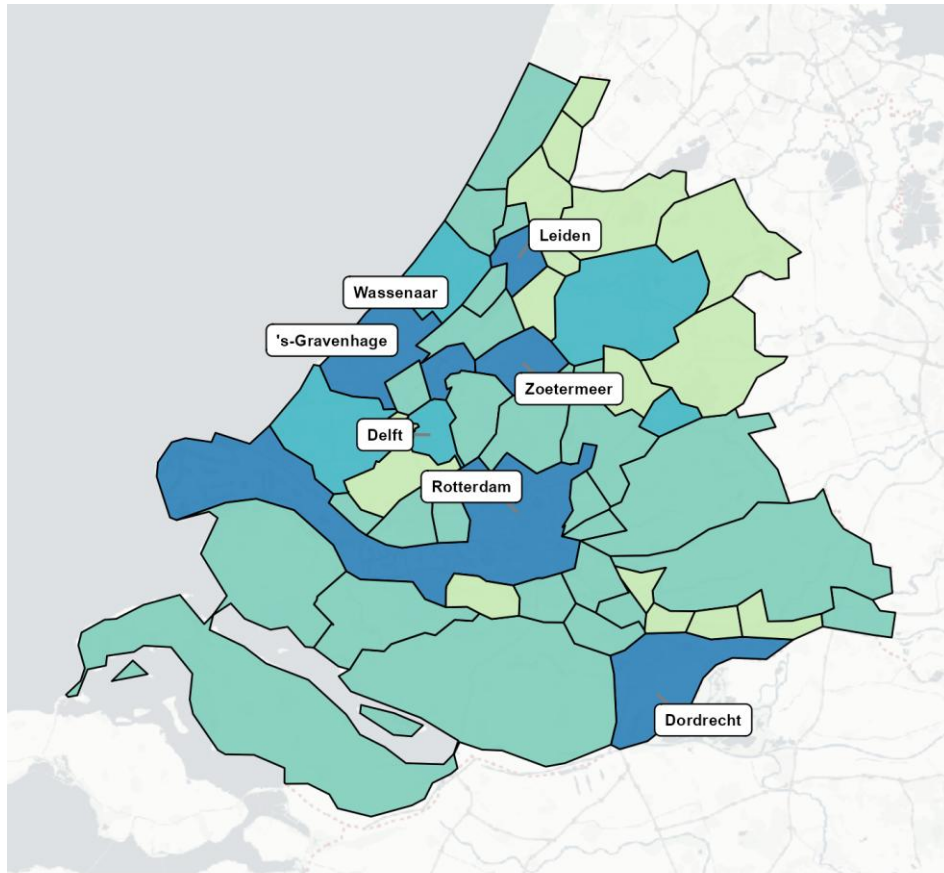 Leiden
Wassenaar
's-Gravenhage
Zoetermeer
Delft
Rotterdam
Dordrecht